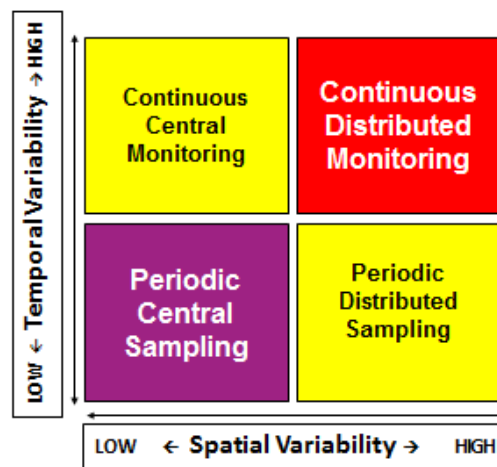 LOW ← Temporal Variability → HIGH
Continuous
Central
Monitoring
Continuous
Distributed
Monitoring
Periodic
Central
Sampling
Periodic
Distributed
Sampling
LOW ← Spatial Variability → HIGH